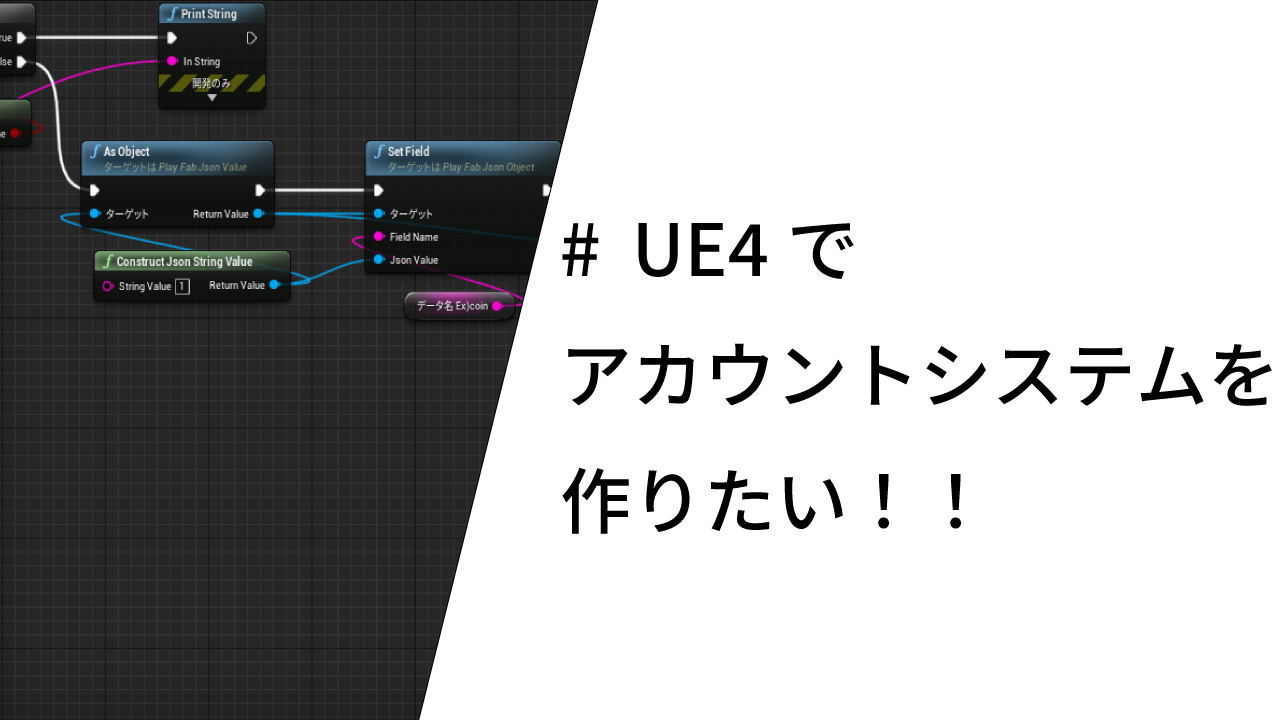 Print String
In String
開発のみ
As Object
ターゲットは Play Fab Json Value
ターゲット
Return Value
Construct Json String Value
String Value 1
Return Value
Set Field
ターゲットは Play Fab Json Object
ターゲット
Field Name
Json Value
データ名 Ex)coin
# UE4 で
アカウントシステムを
作りたい！！